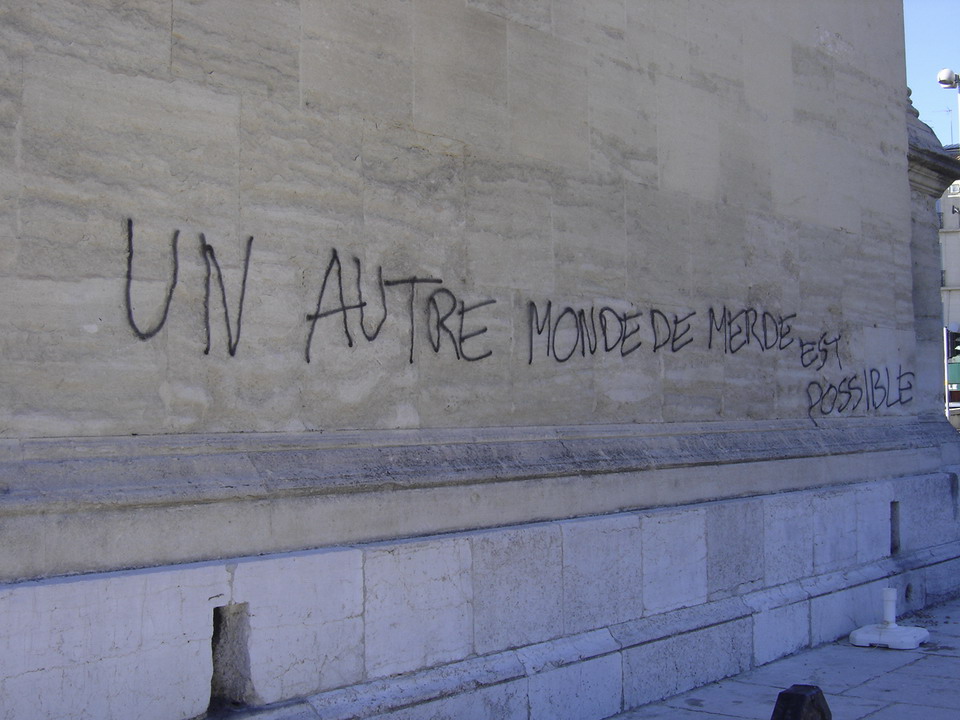 UN AUTRE MONDE DE MERDE EST
POSSIBLE